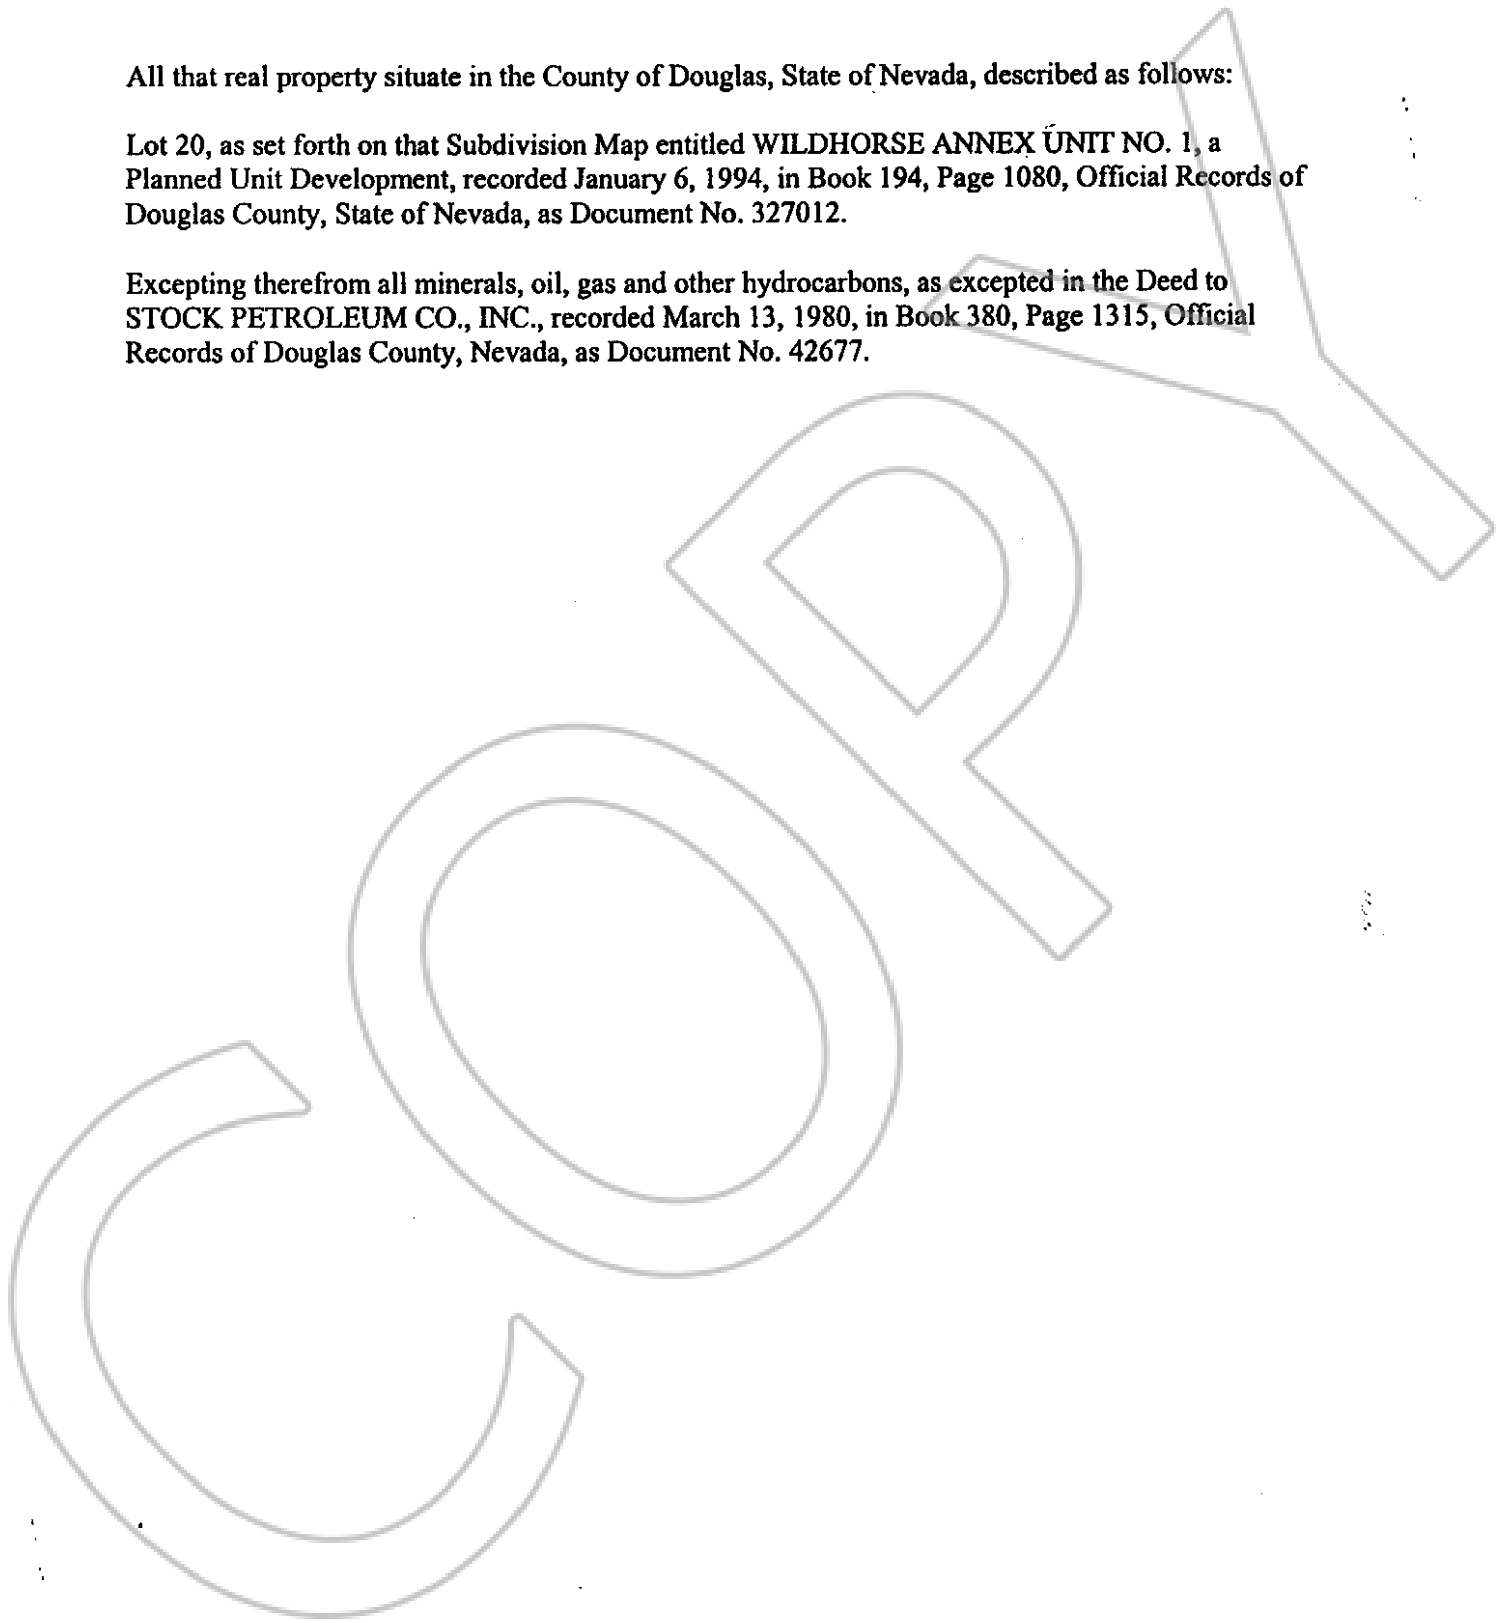 All that real property situate in the County of Douglas, State of Nevada, described as follows:
Lot 20, as set forth on that Subdivision Map entitled WILDHORSE ANNEX UNIT NO. 1, a
Planned Unit Development, recorded January 6, 1994, in Book 194, Page 1080, Official Records of
Douglas County, State of Nevada, as Document No. 327012.
Excepting therefrom all minerals, oil, gas and other hydrocarbons, as excepted in the Deed to
STOCK PETROLEUM CO., INC., recorded March 13, 1980, in Book 380, Page 1315, Official
Records of Douglas County, Nevada, as Document No. 42677.
COPY